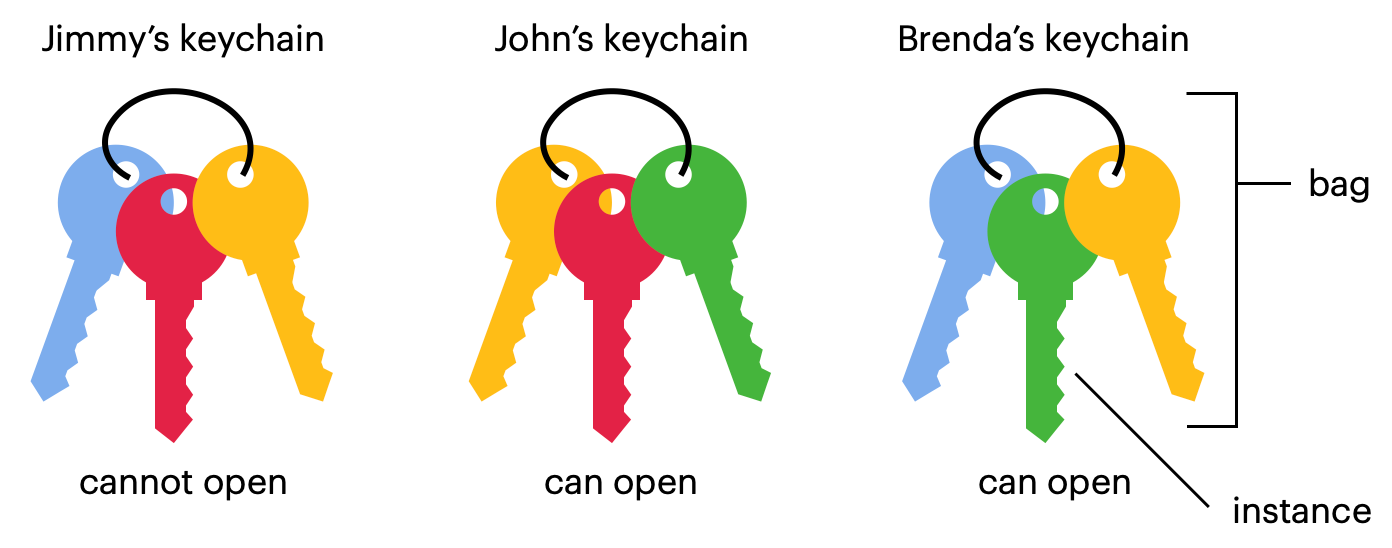 Jimmy’s keychain
John’s keychain
Brenda’s keychain
bag
cannot open
can open
can open
instance